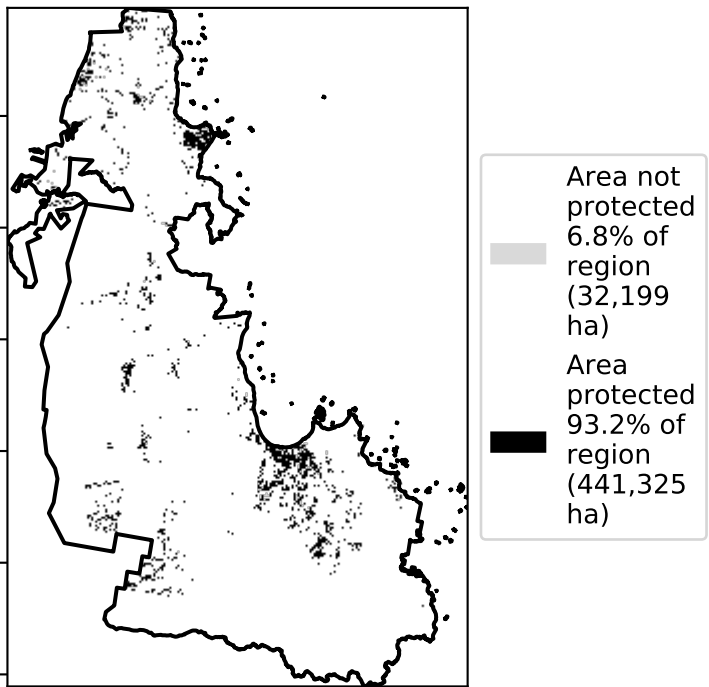 Area not
protected
6.8% of
region
(32,199
ha)
Area
protected
93.2% of
region
(441,325
ha)